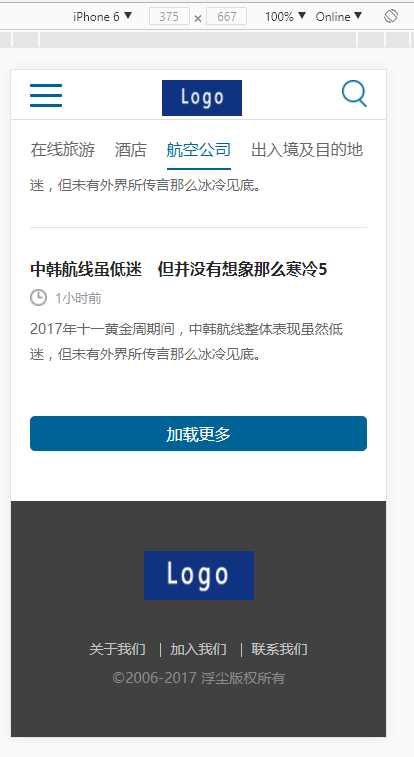 iPhone 6 ▼ 375 × 667 100% ▼ Online ▼
Logo
在线旅游 酒店 航空公司 出入境及目的地
迷，但未有外界所传言那么冰冷见底。
中韩航线虽低迷　但并没有想象那么寒冷5
1小时前
2017年十一黄金周期间，中韩航线整体表现虽然低
迷，但未有外界所传言那么冰冷见底。
加载更多
Logo
关于我们 | 加入我们 | 联系我们
©2006-2017 浮尘版权所有